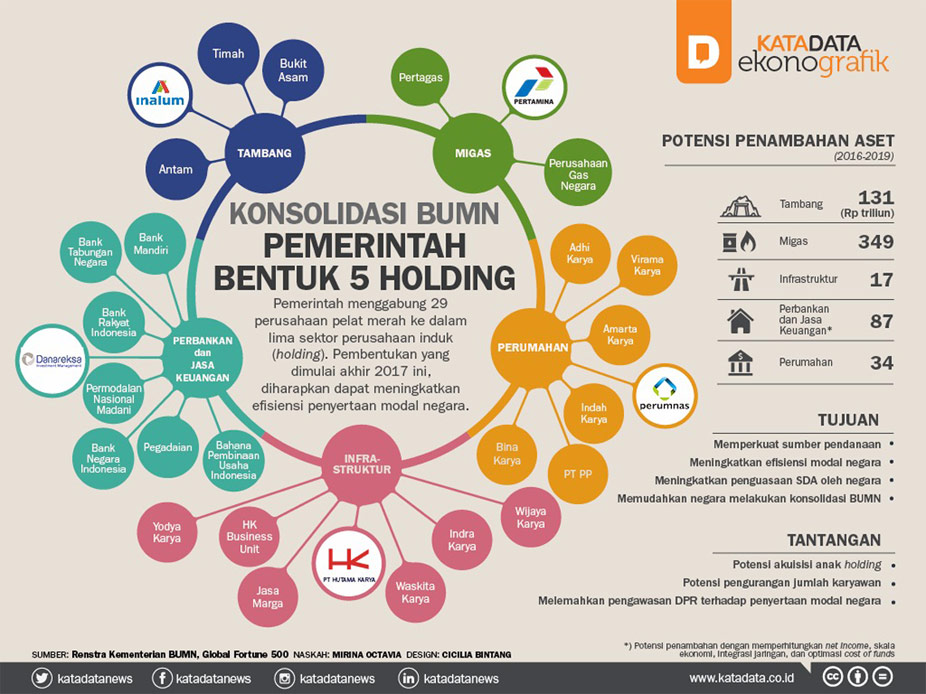 KATADATA
ekonografik
KONSOLIDASI BUMN
PEMERINTAH
BENTUK 5 HOLDING
Pemerintah menggabung 29
perusahaan pelat merah ke dalam
lima sektor perusahaan induk
(holding). Pembentukan yang
dimulai akhir 2017 ini,
diharapkan dapat meningkatkan
efisiensi penyertaan modal negara.
TAMBANG
Timah
Bukit
Asam
inalum
Antam
MIGAS
Pertagas
PERTAMINA
Perusahaan
Gas
Negara
PERUMAHAN
Adhi
Karya
Virama
Karya
Amarta
Karya
perumnas
Indah
Karya
PT PP
Bina
Karya
INFRA-
STRUKTUR
Wijaya
Karya
Indra
Karya
Waskita
Karya
HK
PT HUTAMA KARYA
Jasa
Marga
HK
Business
Unit
Yodya
Karya
PERBANKAN
dan
JASA
KEUANGAN
Bank
Mandiri
Bank
Tabungan
Negara
Bank
Rakyat
Indonesia
Danareksa
Investment Management
Permodalan
Nasional
Madani
Bank
Negara
Indonesia
Pegadaian
Bahana
Pembinaan
Usaha
Indonesia
POTENSI PENAMBAHAN ASET
(2016-2019)
Tambang 131
(Rp triliun)
Migas 349
Infrastruktur 17
Perbankan
dan Jasa 87
Keuangan*
Perumahan 34
TUJUAN
Memperkuat sumber pendanaan •
Meningkatkan efisiensi modal negara •
Meningkatkan penguasaan SDA oleh negara •
Memudahkan negara melakukan konsolidasi BUMN •
TANTANGAN
Potensi akuisisi anak holding •
Potensi pengurangan jumlah karyawan •
Melemahkan pengawasan DPR terhadap penyertaan modal negara •
*) Potensi penambahan dengan memperhitungkan net income, skala
ekonomi, integrasi jaringan, dan optimasi cost of funds
SUMBER: Renstra Kementerian BUMN, Global Fortune 500 NASKAH: MIRINA OCTAVIA DESIGN: CICILIA BINTANG
katadatanews katadatanews katadatanews katadatanews www.katadata.co.id